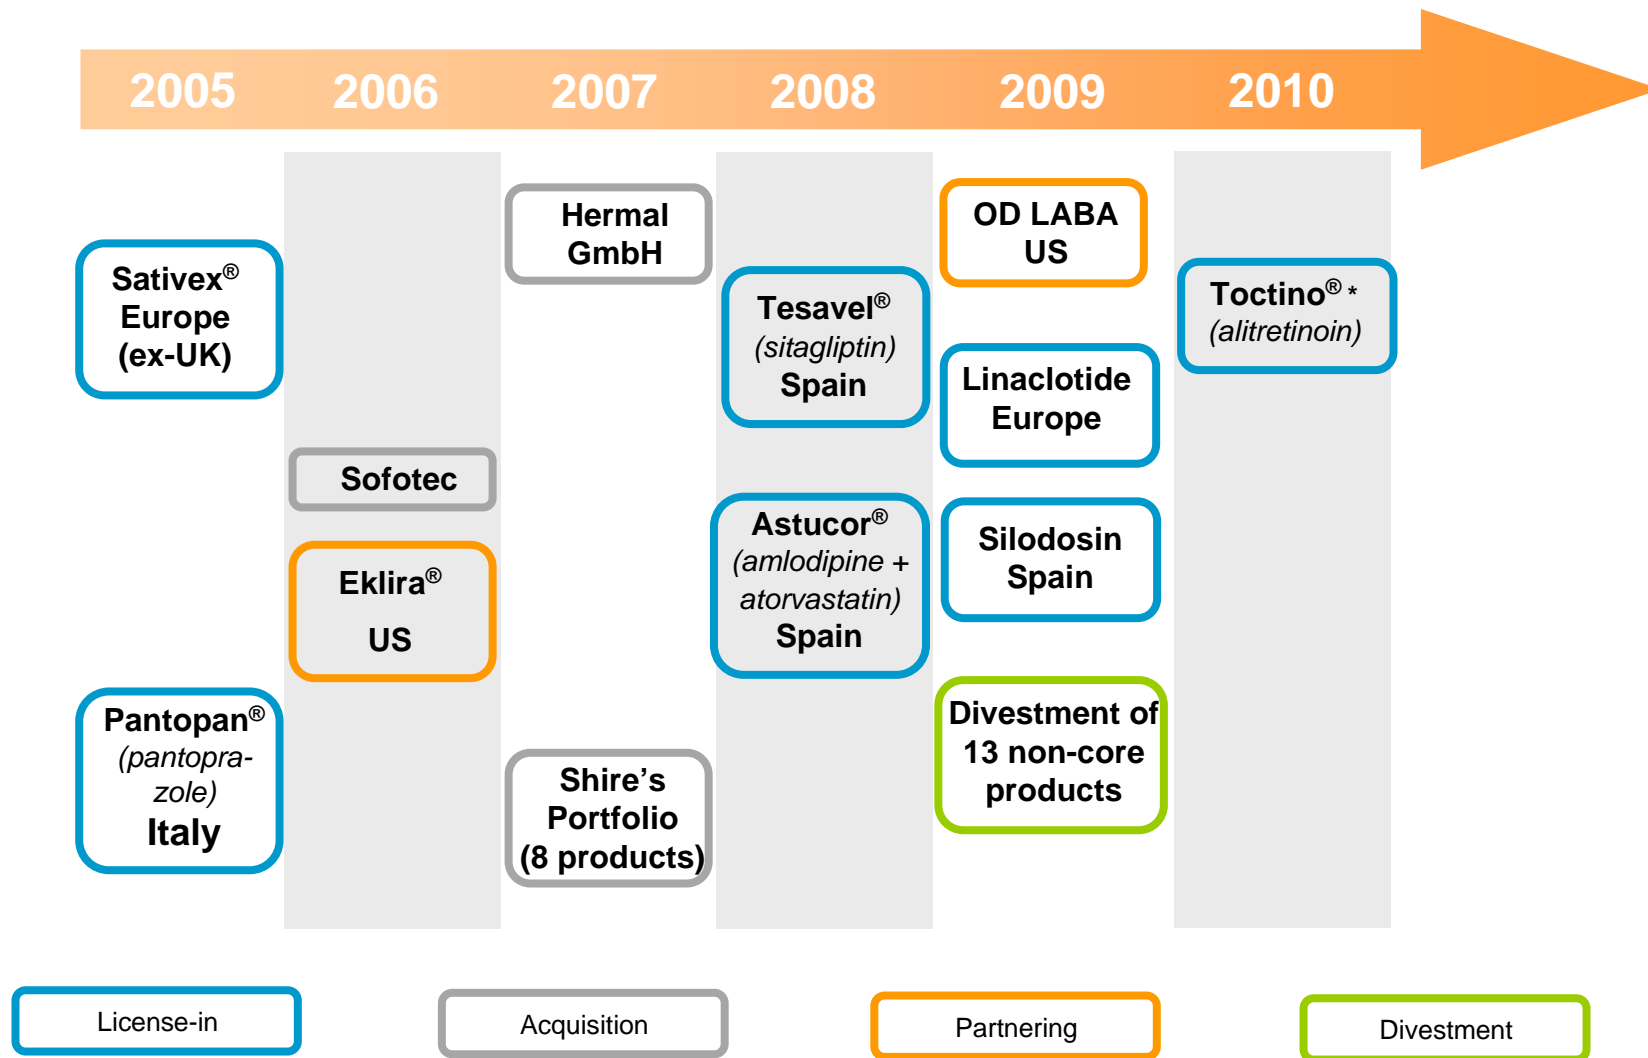 2005 2006 2007 2008 2009 2010
Sativex®
Europe
(ex-UK)
Pantopan®
(pantopra-
zole)
Italy
Sofotec
Eklira®
US
Hermal
GmbH
Shire’s
Portfolio
(8 products)
Tesavel®
(sitagliptin)
Spain
Astucor®
(amlodipine +
atorvastatin)
Spain
OD LABA
US
Linaclotide
Europe
Silodosin
Spain
Divestment of
13 non-core
products
Toctino® *
(alitretinoin)
License-in
Acquisition
Partnering
Divestment